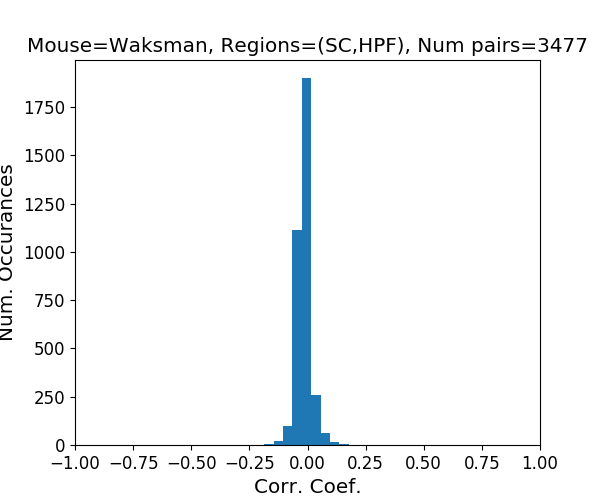 Mouse=Waksman, Regions=(SC,HPF), Num pairs=3477
1750
1500
1250
1000
750
500
250
0
Num. Occurances
−1.00 −0.75 −0.50 −0.25 0.00 0.25 0.50 0.75 1.00
Corr. Coef.